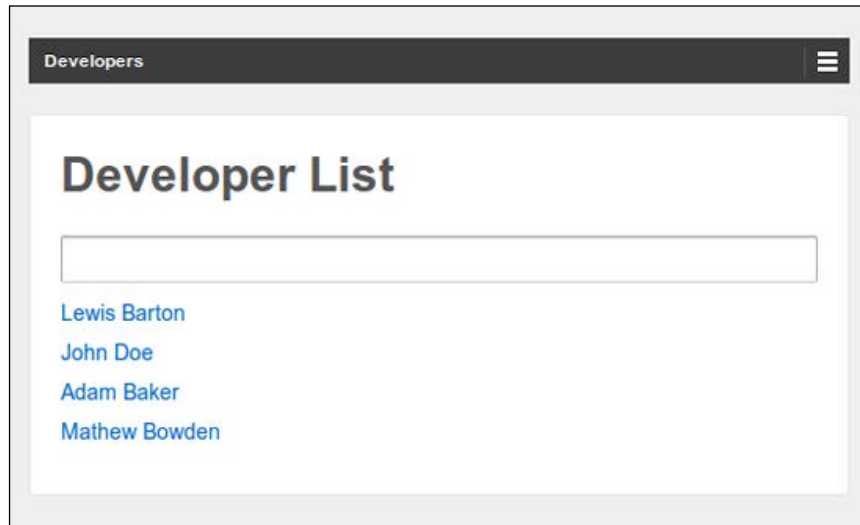 Developers
Developer List
Lewis Barton
John Doe
Adam Baker
Mathew Bowden